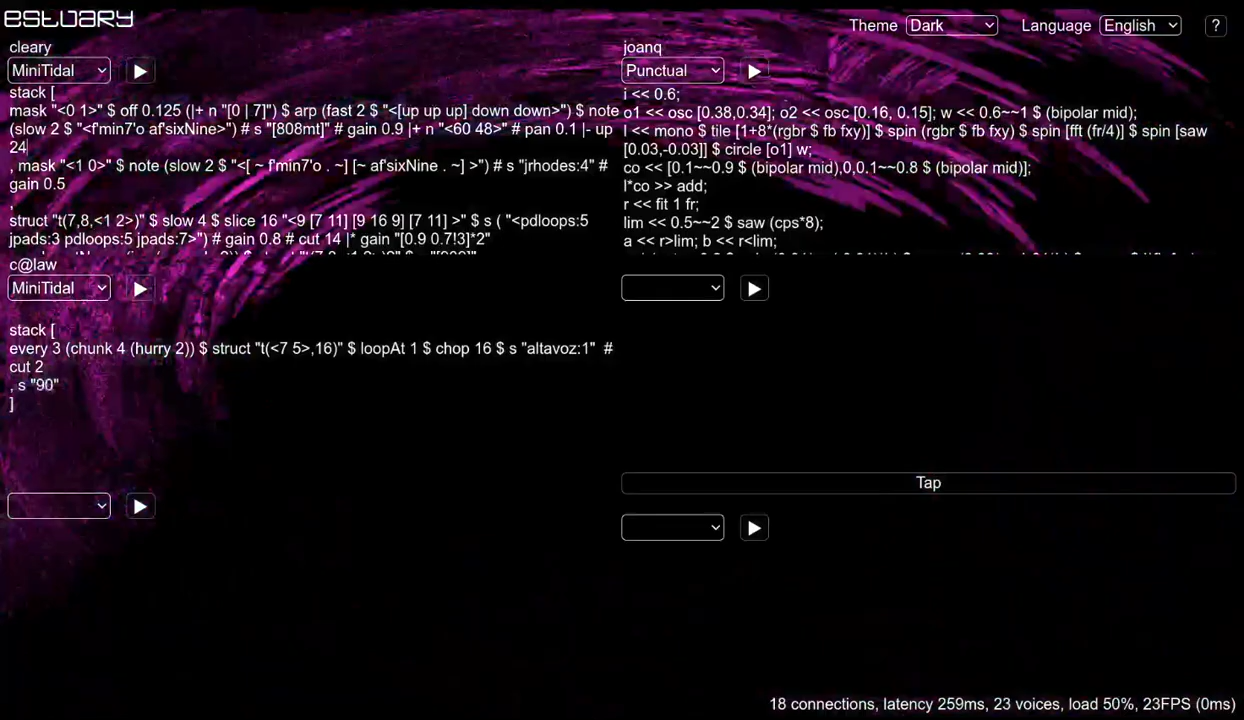 estuary
Theme Dark Language English ?
cleary
MiniTidal
stack [
mask "<0 1>" $ off 0.125 (|+ n "[0 | 7]") $ arp (fast 2 $ "<[up up up] down down>") $ note
(slow 2 $ "<f'min7'o af'sixNine>") # s "[808mt]" # gain 0.9 |+ n "<60 48>" # pan 0.1 |- up
24
, mask "<1 0>" $ note (slow 2 $ "<[ ~ f'min7'o . ~] [~ af'sixNine . ~] >") # s "jrhodes:4" #
gain 0.5
,
struct "t(7,8,<1 2>)" $ slow 4 $ slice 16 "<9 [7 11] [9 16 9] [7 11] >" $ s ( "<pdloops:5
jpads:3 pdloops:5 jpads:7>") # gain 0.8 # cut 14 |* gain "[0.9 0.7!3]*2"
joanq
Punctual
i << 0.6;
o1 << osc [0.38,0.34]; o2 << osc [0.16, 0.15]; w << 0.6~~1 $ (bipolar mid);
l << mono $ tile [1+8*(rgbr $ fb fxy)] $ spin (rgbr $ fb fxy) $ spin [fft (fr/4)] $ spin [saw
[0.03,-0.03]] $ circle [o1] w;
co << [0.1~~0.9 $ (bipolar mid),0,0.1~~0.8 $ (bipolar mid)];
l*co >> add;
r << fit 1 fr;
lim << 0.5~~2 $ saw (cps*8);
a << r>lim; b << r<lim;
c@law
MiniTidal
stack [
every 3 (chunk 4 (hurry 2)) $ struct "t(<7 5>,16)" $ loopAt 1 $ chop 16 $ s "altavoz:1" #
cut 2
, s "90"
]
Tap
18 connections, latency 259ms, 23 voices, load 50%, 23FPS (0ms)